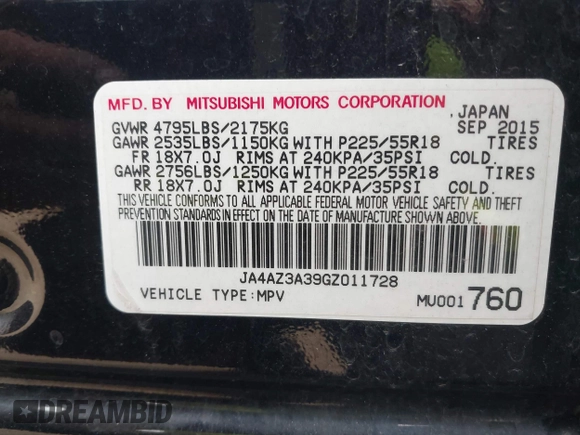 MFD. BY MITSUBISHI MOTORS CORPORATION, JAPAN
GVWR 4795LBS/2175KG SEP 2015
GAWR 2535LBS/1150KG WITH P225/55R18 TIRES
FR 18X7.0J RIMS AT 240KPA/35PSI COLD.
GAWR 2756LBS/1250KG WITH P225/55R18 TIRES
RR 18X7.0J RIMS AT 240KPA/35PSI COLD.
THIS VEHICLE CONFORMS TO ALL APPLICABLE FEDERAL MOTOR VEHICLE SAFETY AND THEFT
PREVENTION STANDARDS IN EFFECT ON THE DATE OF MANUFACTURE SHOWN ABOVE.
JA4AZ3A39GZ011728
VEHICLE TYPE:MPV MU001 760
DREAMBID